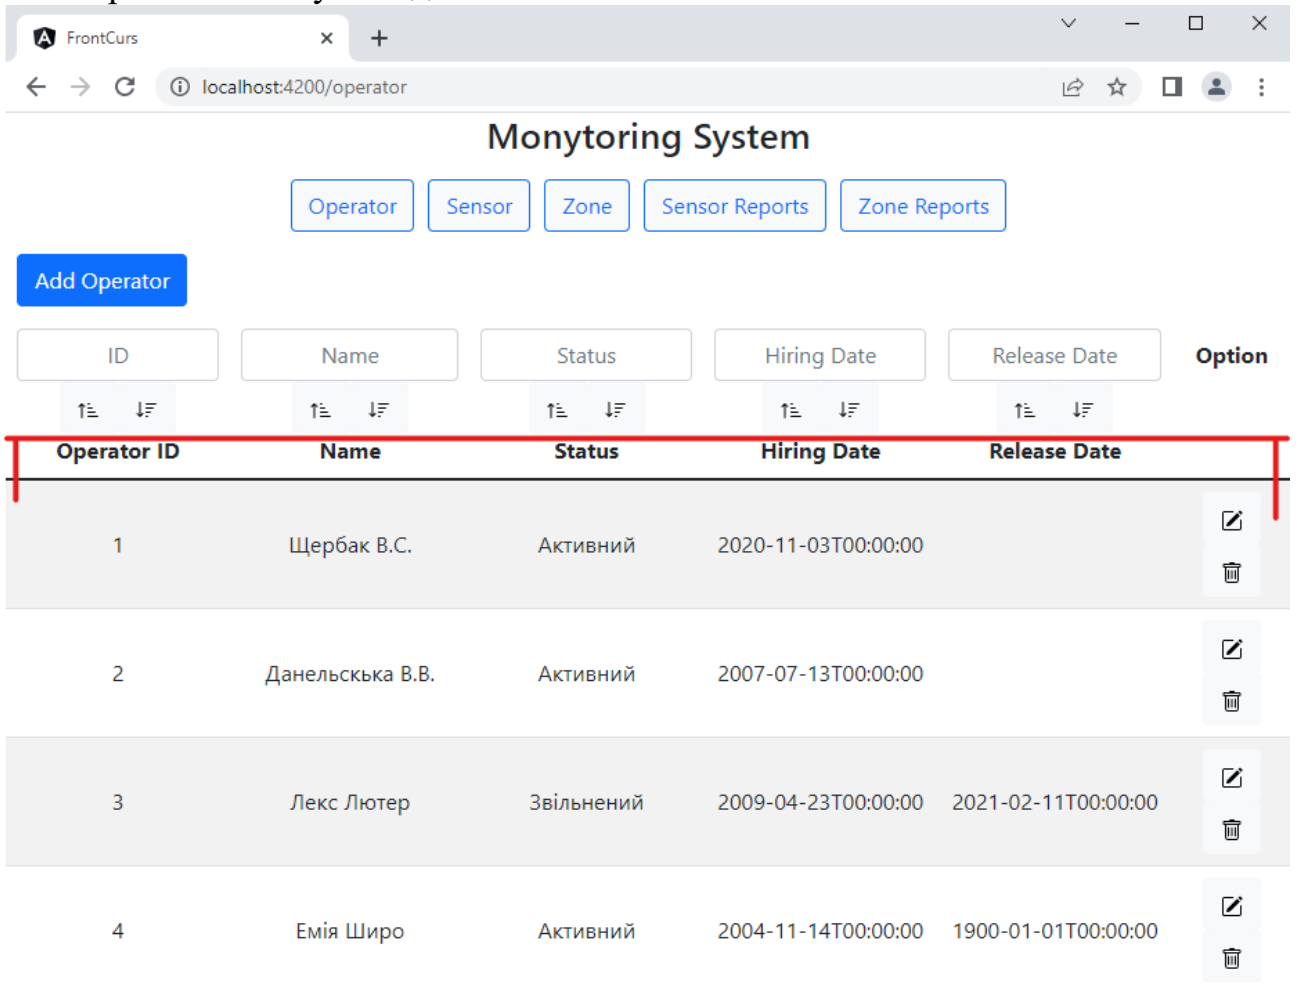 FrontCurs
localhost:4200/operator
Monytoring System
Operator Sensor Zone Sensor Reports Zone Reports
Add Operator
ID Name Status Hiring Date Release Date Option
Operator ID Name Status Hiring Date Release Date
1 Щербак В.С. Активний 2020-11-03T00:00:00
2 Данельскька В.В. Активний 2007-07-13T00:00:00
3 Лекс Лютер Звільнений 2009-04-23T00:00:00 2021-02-11T00:00:00
4 Емія Широ Активний 2004-11-14T00:00:00 1900-01-01T00:00:00